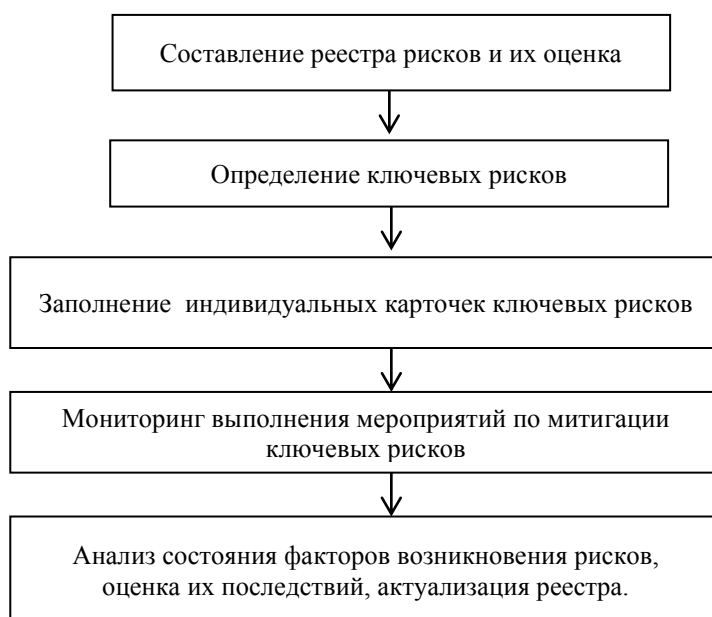 Составление реестра рисков и их оценка
Определение ключевых рисков
Заполнение  индивидуальных карточек ключевых рисков
Мониторинг выполнения мероприятий по митигации
ключевых рисков
Анализ состояния факторов возникновения рисков,
оценка их последствий, актуализация реестра.